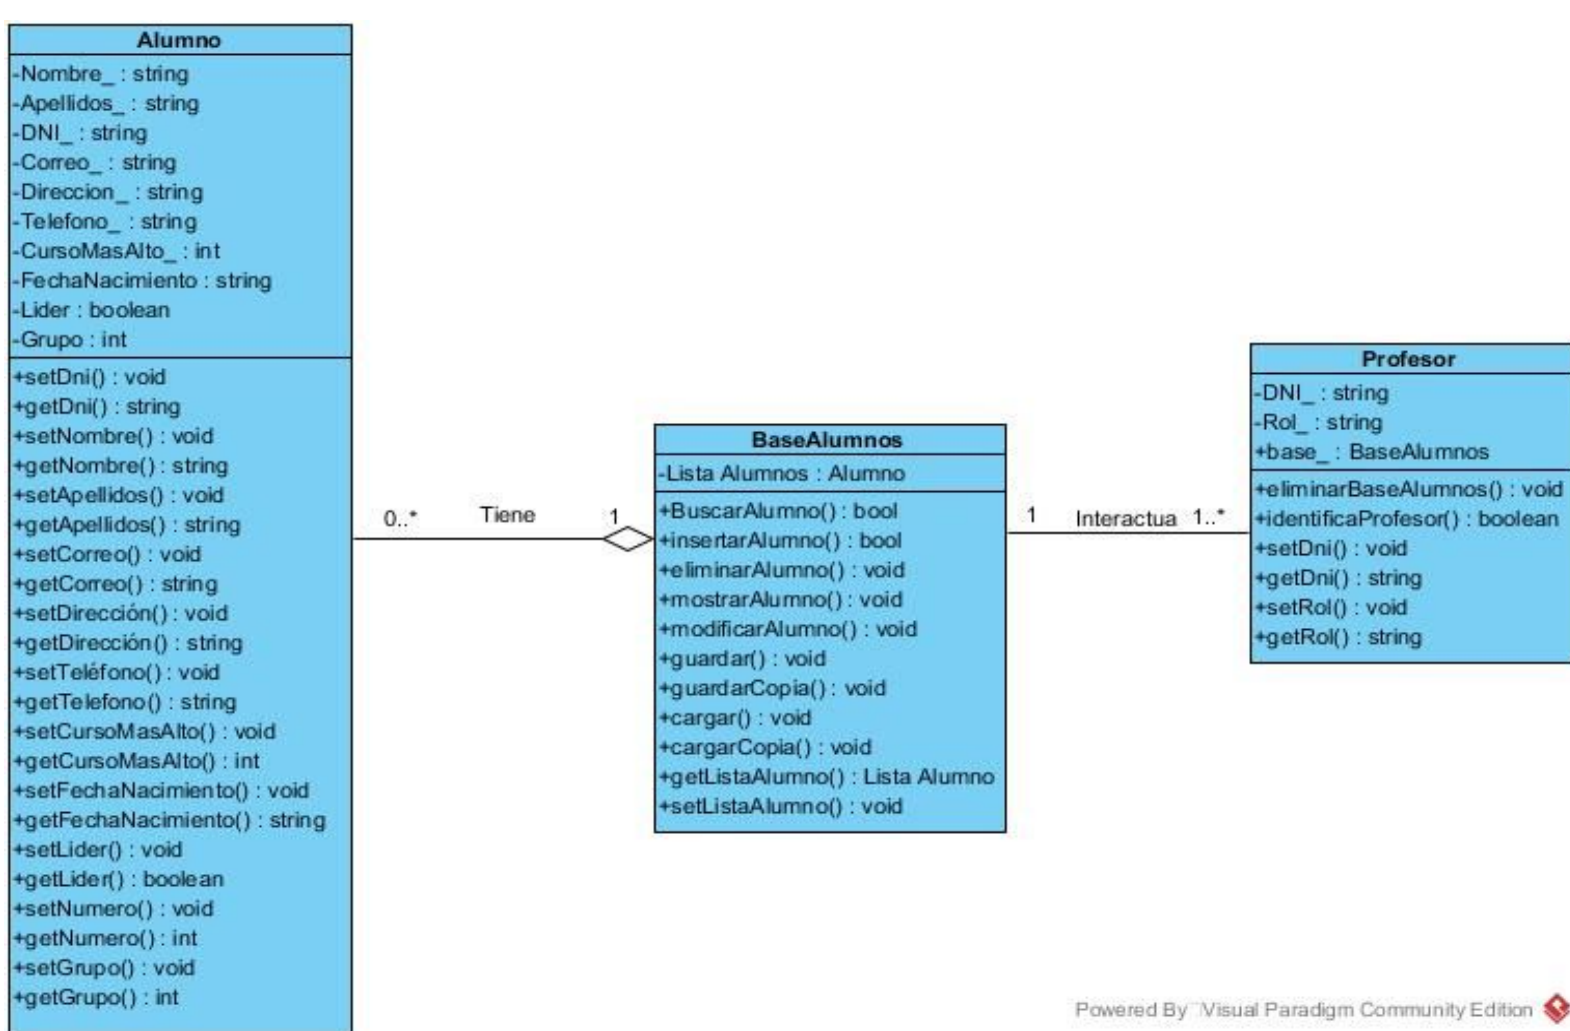 Alumno
-Nombre_ : string
-Apellidos_ : string
-DNI_ : string
-Correo_ : string
-Direccion_ : string
-Telefono_ : string
-CursoMasAlto_ : int
-FechaNacimiento : string
-Lider : boolean
-Grupo : int
+setDni() : void
+getDni() : string
+setNombre() : void
+getNombre() : string
+setApellidos() : void
+getApellidos() : string
+setCorreo() : void
+getCorreo() : string
+setDirección() : void
+getDirección() : string
+setTeléfono() : void
+getTelefono() : string
+setCursoMasAlto() : void
+getCursoMasAlto() : int
+setFechaNacimiento() : void
+getFechaNacimiento() : string
+setLider() : void
+getLider() : boolean
+setNumero() : void
+getNumero() : int
+setGrupo() : void
+getGrupo() : int
0..* Tiene 1
BaseAlumnos
-Lista Alumnos : Alumno
+BuscarAlumno() : bool
+insertarAlumno() : bool
+eliminarAlumno() : void
+mostrarAlumno() : void
+modificarAlumno() : void
+guardar() : void
+guardarCopia() : void
+cargar() : void
+cargarCopia() : void
+getListaAlumno() : Lista Alumno
+setListaAlumno() : void
1 Interactua 1..*
Profesor
-DNI_ : string
-Rol_ : string
+base_ : BaseAlumnos
+eliminarBaseAlumnos() : void
+identificaProfesor() : boolean
+setDni() : void
+getDni() : string
+setRol() : void
+getRol() : string
Powered By Visual Paradigm Community Edition